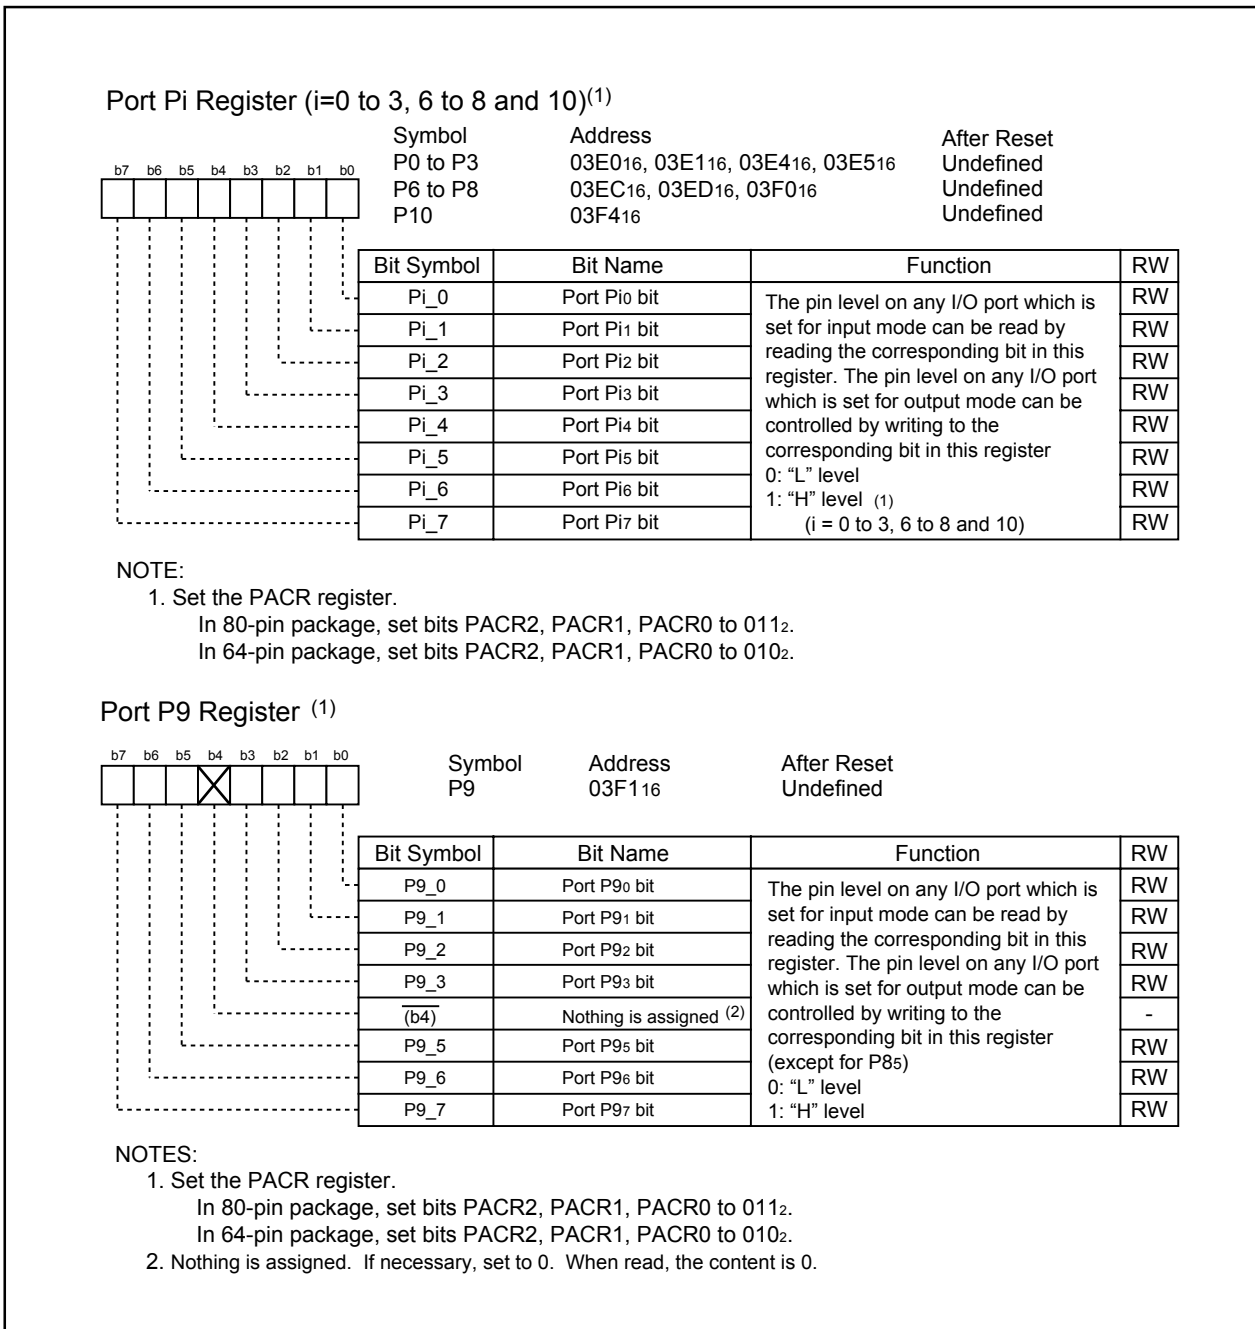 Port Pi Register (i=0 to 3, 6 to 8 and 10)(1)
Symbol Address After Reset
P0 to P3 03E016, 03E116, 03E416, 03E516 Undefined
P6 to P8 03EC16, 03ED16, 03F016 Undefined
P10 03F416 Undefined
b7 b6 b5 b4 b3 b2 b1 b0
Bit Symbol Bit Name Function RW
Pi_0 Port Pi0 bit RW
Pi_1 Port Pi1 bit RW
Pi_2 Port Pi2 bit RW
Pi_3 Port Pi3 bit RW
Pi_4 Port Pi4 bit RW
Pi_5 Port Pi5 bit RW
Pi_6 Port Pi6 bit RW
Pi_7 Port Pi7 bit RW
The pin level on any I/O port which is
set for input mode can be read by
reading the corresponding bit in this
register. The pin level on any I/O port
which is set for output mode can be
controlled by writing to the
corresponding bit in this register
0: “L” level
1: “H” level (1)
(i = 0 to 3, 6 to 8 and 10)
NOTE:
1. Set the PACR register.
In 80-pin package, set bits PACR2, PACR1, PACR0 to 0112.
In 64-pin package, set bits PACR2, PACR1, PACR0 to 0102.
Port P9 Register (1)
b7 b6 b5 b4 b3 b2 b1 b0
Symbol Address After Reset
P9 03F116 Undefined
Bit Symbol Bit Name Function RW
P9_0 Port P90 bit RW
P9_1 Port P91 bit RW
P9_2 Port P92 bit RW
P9_3 Port P93 bit RW
(b4) Nothing is assigned (2) -
P9_5 Port P95 bit RW
P9_6 Port P96 bit RW
P9_7 Port P97 bit RW
The pin level on any I/O port which is
set for input mode can be read by
reading the corresponding bit in this
register. The pin level on any I/O port
which is set for output mode can be
controlled by writing to the
corresponding bit in this register
(except for P85)
0: “L” level
1: “H” level
NOTES:
1. Set the PACR register.
In 80-pin package, set bits PACR2, PACR1, PACR0 to 0112.
In 64-pin package, set bits PACR2, PACR1, PACR0 to 0102.
2. Nothing is assigned. If necessary, set to 0. When read, the content is 0.